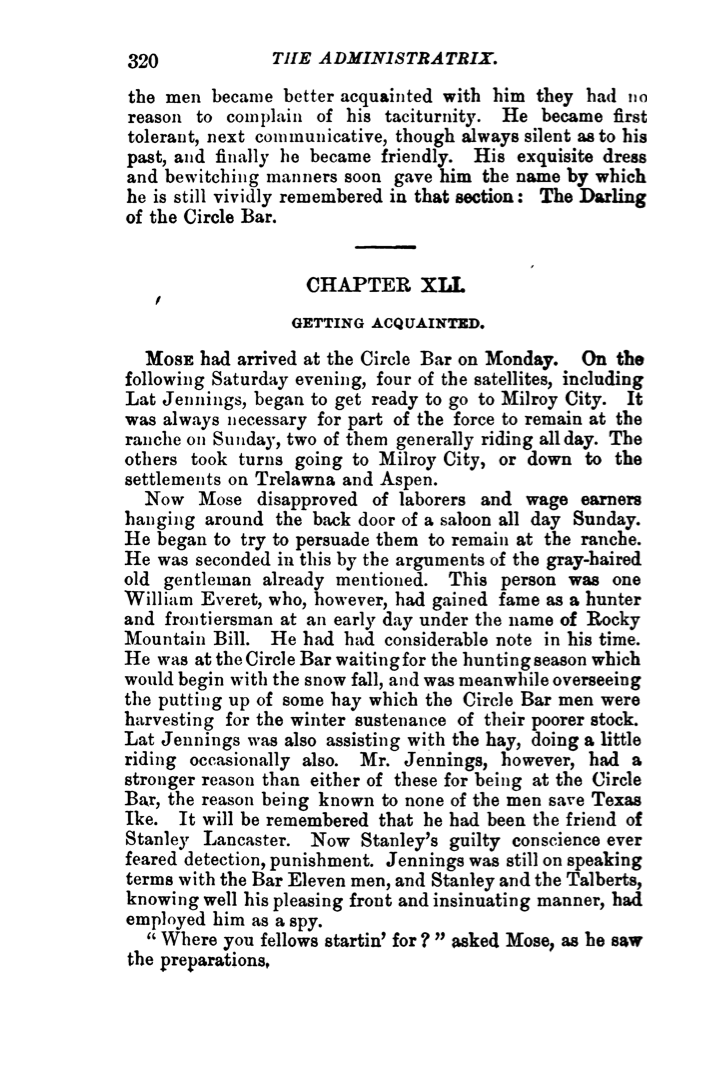 320 THE ADMINISTRATRIX.
the men became better acquainted with him they had no
reason to complain of his taciturnity. He became first
tolerant, next communicative, though always silent as to his
past, and finally he became friendly. His exquisite dress
and bewitching manners soon gave him the name by which
he is still vividly remembered in that section: The Darling
of the Circle Bar.
CHAPTER XLI.
GETTING ACQUAINTED.
MOSE had arrived at the Circle Bar on Monday. On the
following Saturday evening, four of the satellites, including
Lat Jennings, began to get ready to go to Milroy City. It
was always necessary for part of the force to remain at the
ranche on Sunday, two of them generally riding all day. The
others took turns going to Milroy City, or down to the
settlements on Trelawna and Aspen.
Now Mose disapproved of laborers and wage earners
hanging around the back door of a saloon all day Sunday.
He began to try to persuade them to remain at the ranche.
He was seconded in this by the arguments of the gray-haired
old gentleman already mentioned. This person was one
William Everet, who, however, had gained fame as a hunter
and frontiersman at an early day under the name of Rocky
Mountain Bill. He had had considerable note in his time.
He was at the Circle Bar waiting for the hunting season which
would begin with the snow fall, and was meanwhile overseeing
the putting up of some hay which the Circle Bar men were
harvesting for the winter sustenance of their poorer stock.
Lat Jennings was also assisting with the hay, doing a little
riding occasionally also. Mr. Jennings, however, had a
stronger reason than either of these for being at the Circle
Bar, the reason being known to none of the men save Texas
Ike. It will be remembered that he had been the friend of
Stanley Lancaster. Now Stanley's guilty conscience ever
feared detection, punishment. Jennings was still on speaking
terms with the Bar Eleven men, and Stanley and the Talberts,
knowing well his pleasing front and insinuating manner, had
employed him as a spy.
"Where you fellows startin' for?" asked Mose, as he saw
the preparations,